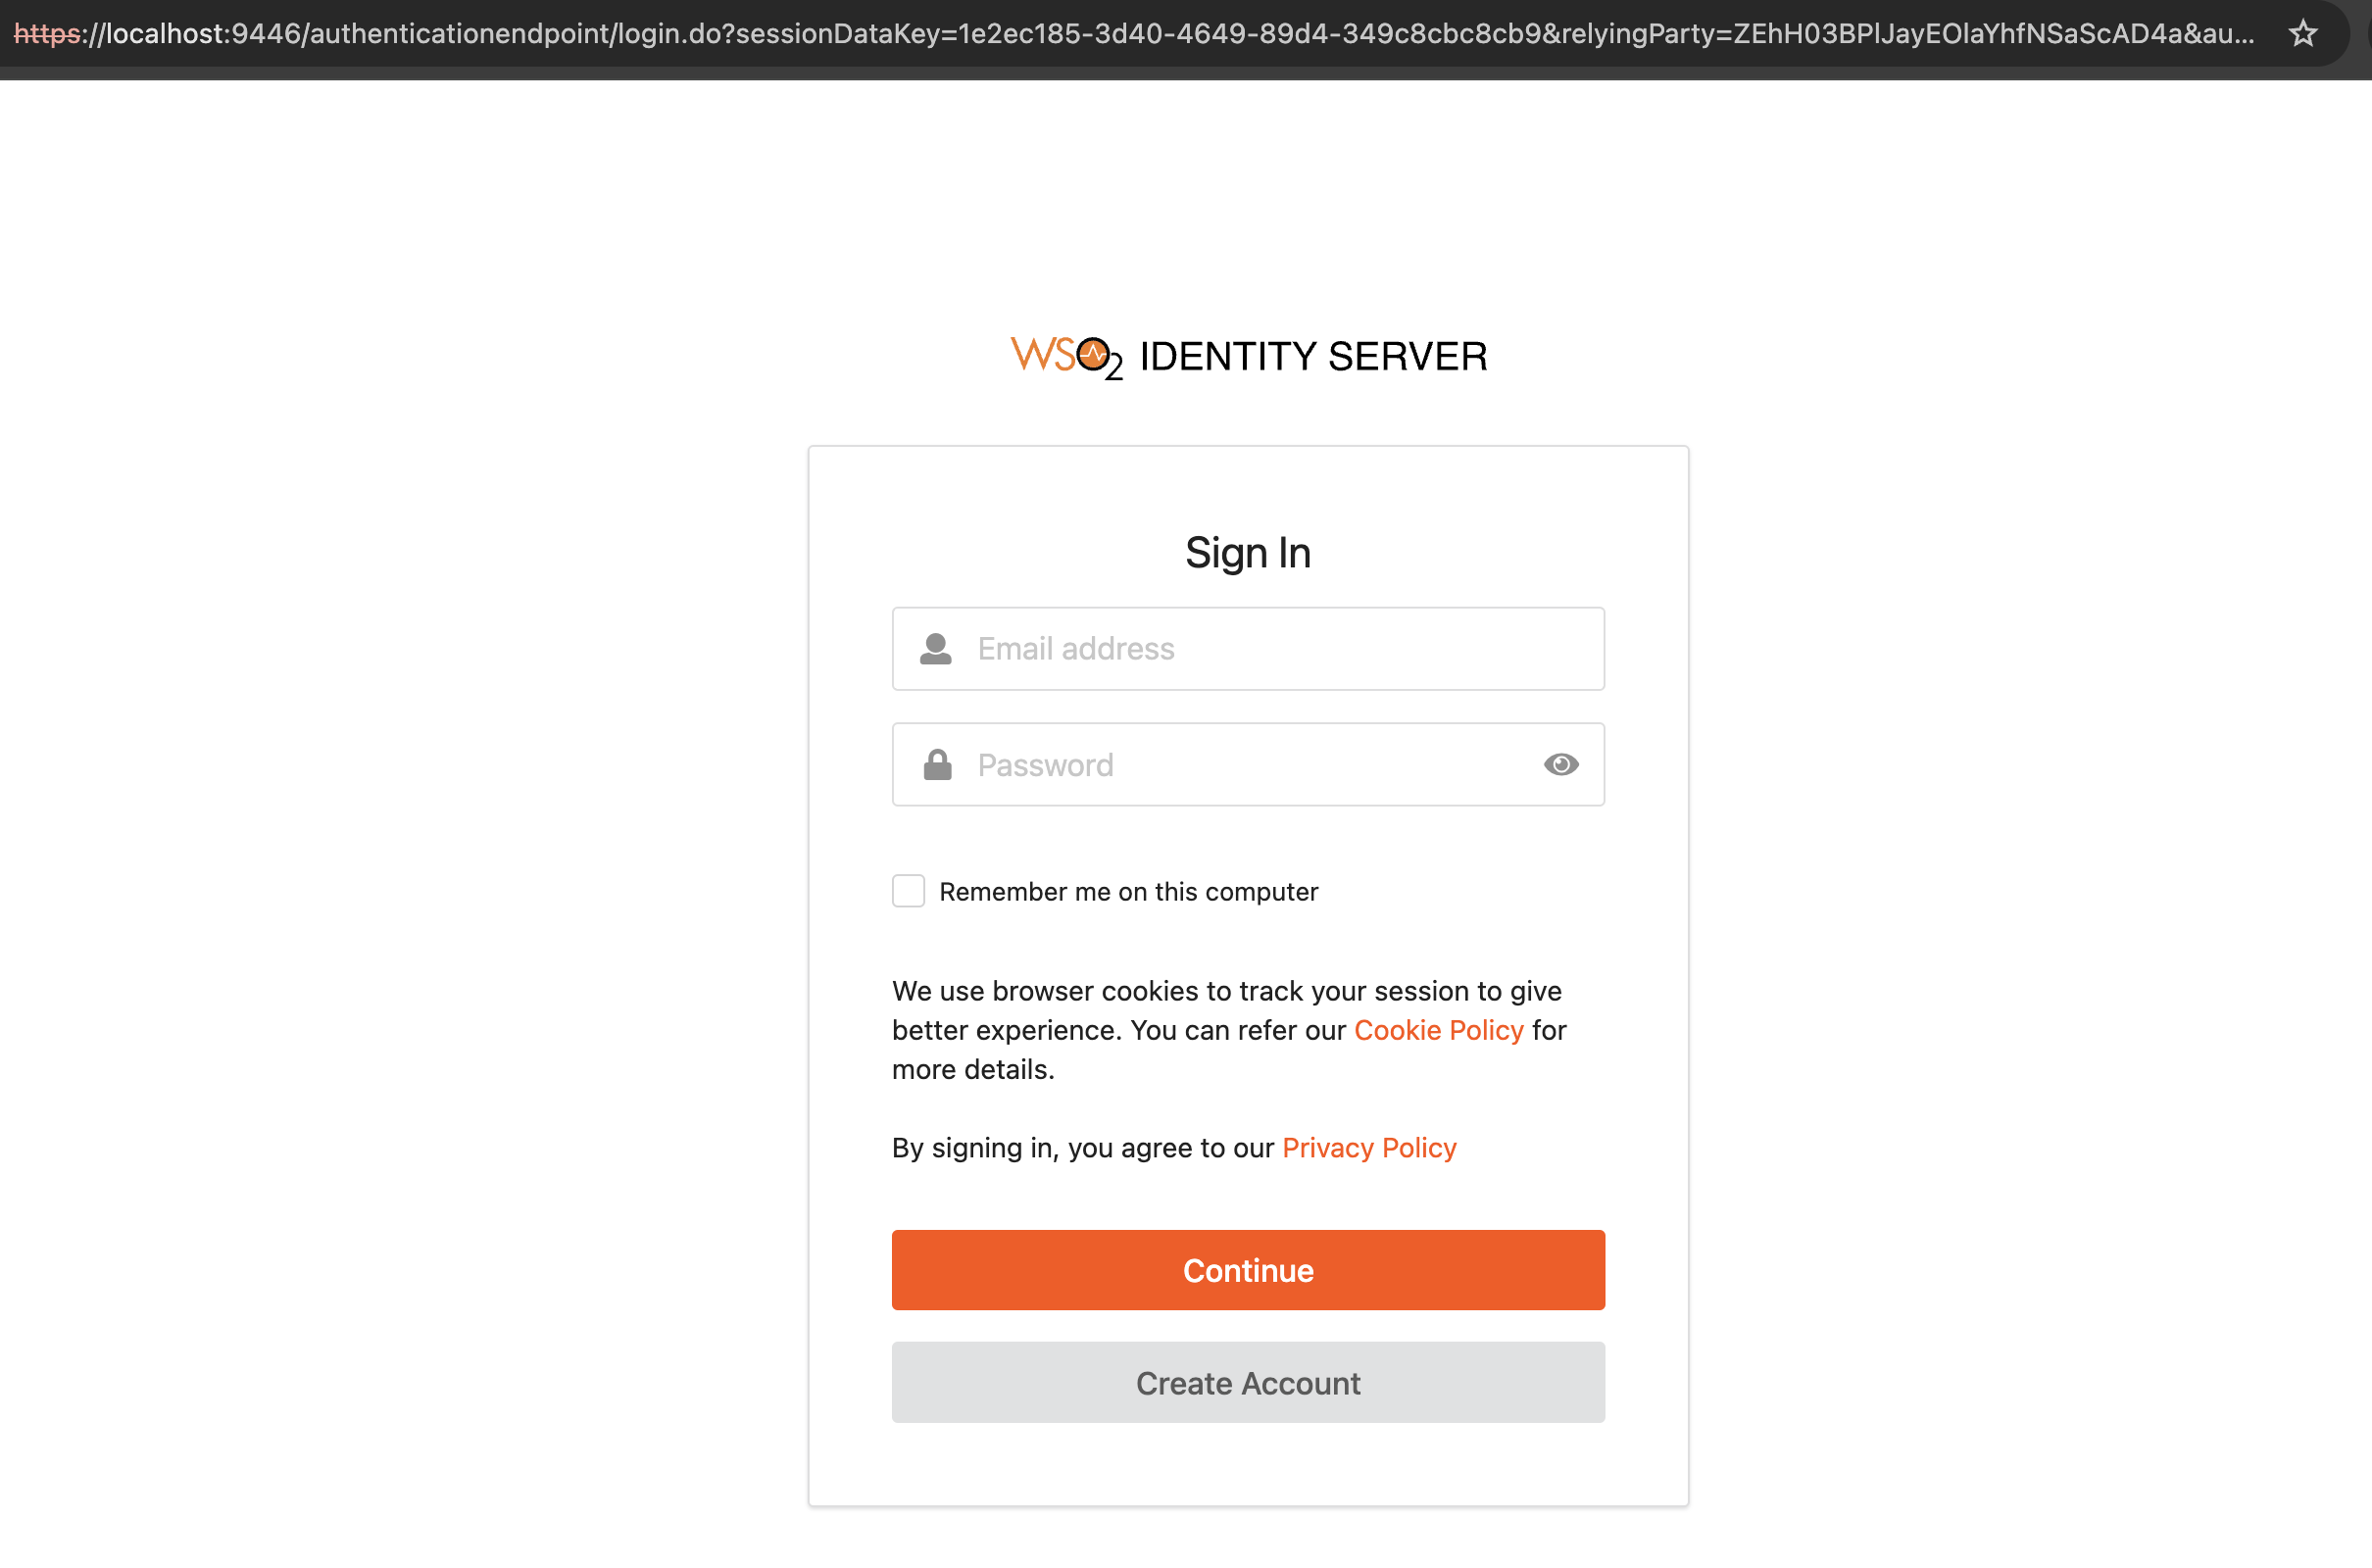 https://localhost:9446/authenticationendpoint/login.do?sessionDataKey=1e2ec185-3d40-4649-89d4-349c8cbc8cb9&relyingParty=ZEhH03BPlJayEOlaYhfNSaScAD4a&au...
WSO2 IDENTITY SERVER
Sign In
Email address
Password
Remember me on this computer
We use browser cookies to track your session to give
better experience. You can refer our Cookie Policy for
more details.
By signing in, you agree to our Privacy Policy
Continue
Create Account